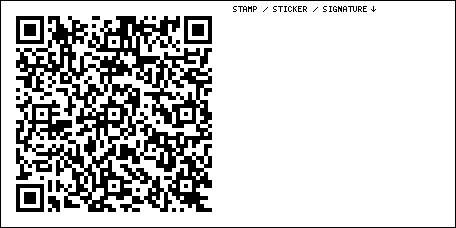 STAMP / STICKER / SIGNATURE ↓